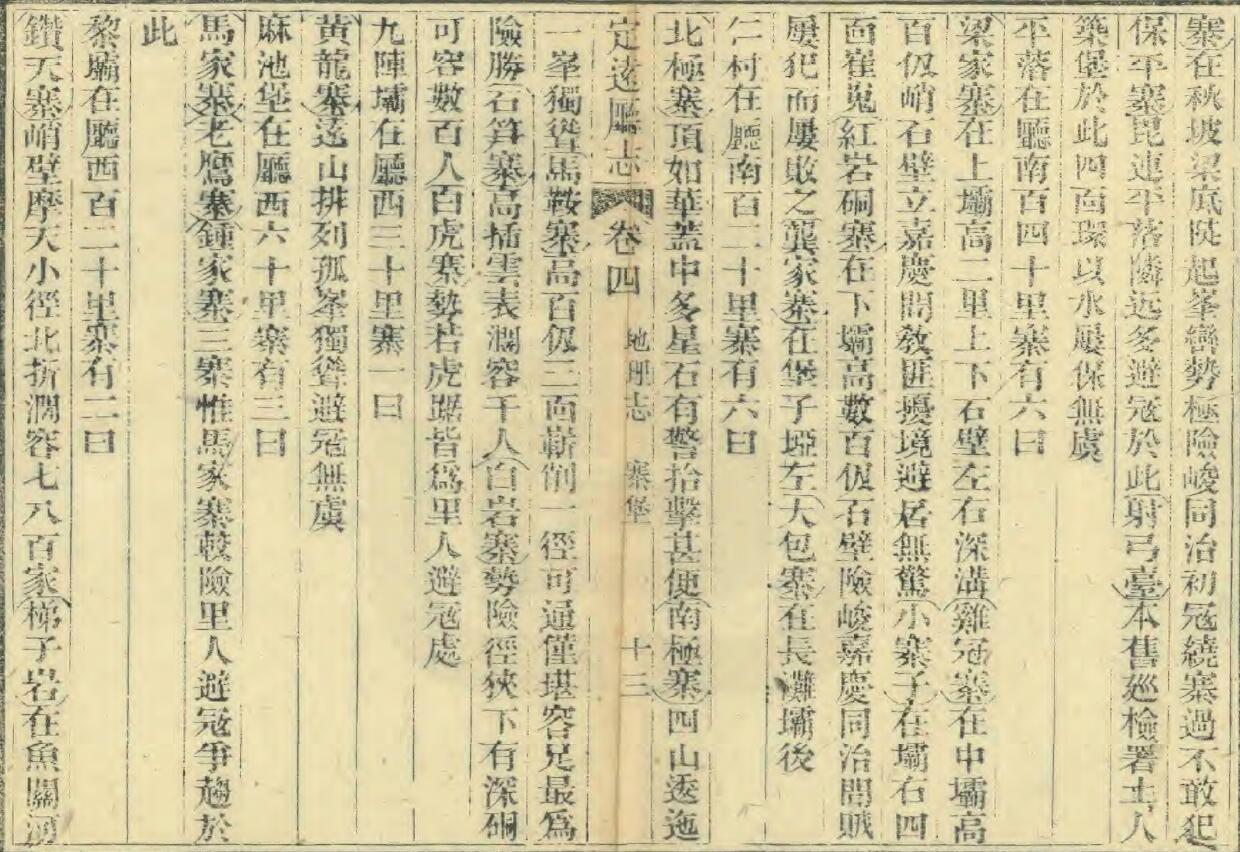 寨在秋坡梁底陡起峯巒勢極險峻同治初冦繞寨過不敢犯
保平寨毘連平落隣近多避冦於此射弓臺本舊廵檢署土人
築堡於此四面環以水屢保無虞
平落在廳南百四十里寨有六曰
梁家寨在上壩高二里上下石壁左右深溝雞冠寨在中壩高
百仭峭石壁立嘉慶間教匪擾境避居無驚小寨子在壩右四
面崔嵬紅岩硐寨在下壩高數百仭石壁險峻嘉慶同治間賊
屢犯而屢敗之龔家寨在堡子埡左天包寨在長灘壩後
仁村在廳南百二十里寨有六曰
北極寨頂如華蓋中多星石有警拾擊甚便南極寨四山逶迤
定遠廳志 卷四 地理志 寨堡 十三
一峯獨聳馬鞍寨高百仭三面嶄削一徑可通僅堪容足最爲
險勝石笋寨高插雲表濶容千人白岩寨勢險徑狹下有深硐
可容數百人白虎寨勢若虎踞皆爲里人避冦處
九陣壩在廳西三十里寨一曰
黃龍寨遠山排列孤峯獨聳避冦無虞
麻池堡在廳西六十里寨有三曰
馬家寨老鷹寨鍾家寨三寨惟馬家寨較險里人避冦爭趨於
此
黎壩在廳西百二十里寨有二曰
鑽天寨峭壁摩天小徑北折濶容七八百家梯子岩在魚關河